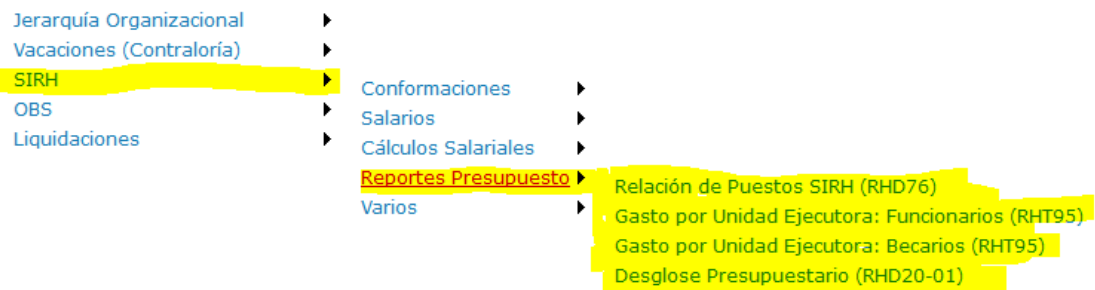 Jerarquía Organizacional
Vacaciones (Contraloría)
SIRH
OBS
Liquidaciones
Conformaciones
Salarios
Cálculos Salariales
Reportes Presupuesto
Varios
Relación de Puestos SIRH (RHD76)
Gasto por Unidad Ejecutora: Funcionarios (RHT95)
Gasto por Unidad Ejecutora: Becarios (RHT95)
Desglose Presupuestario (RHD20-01)